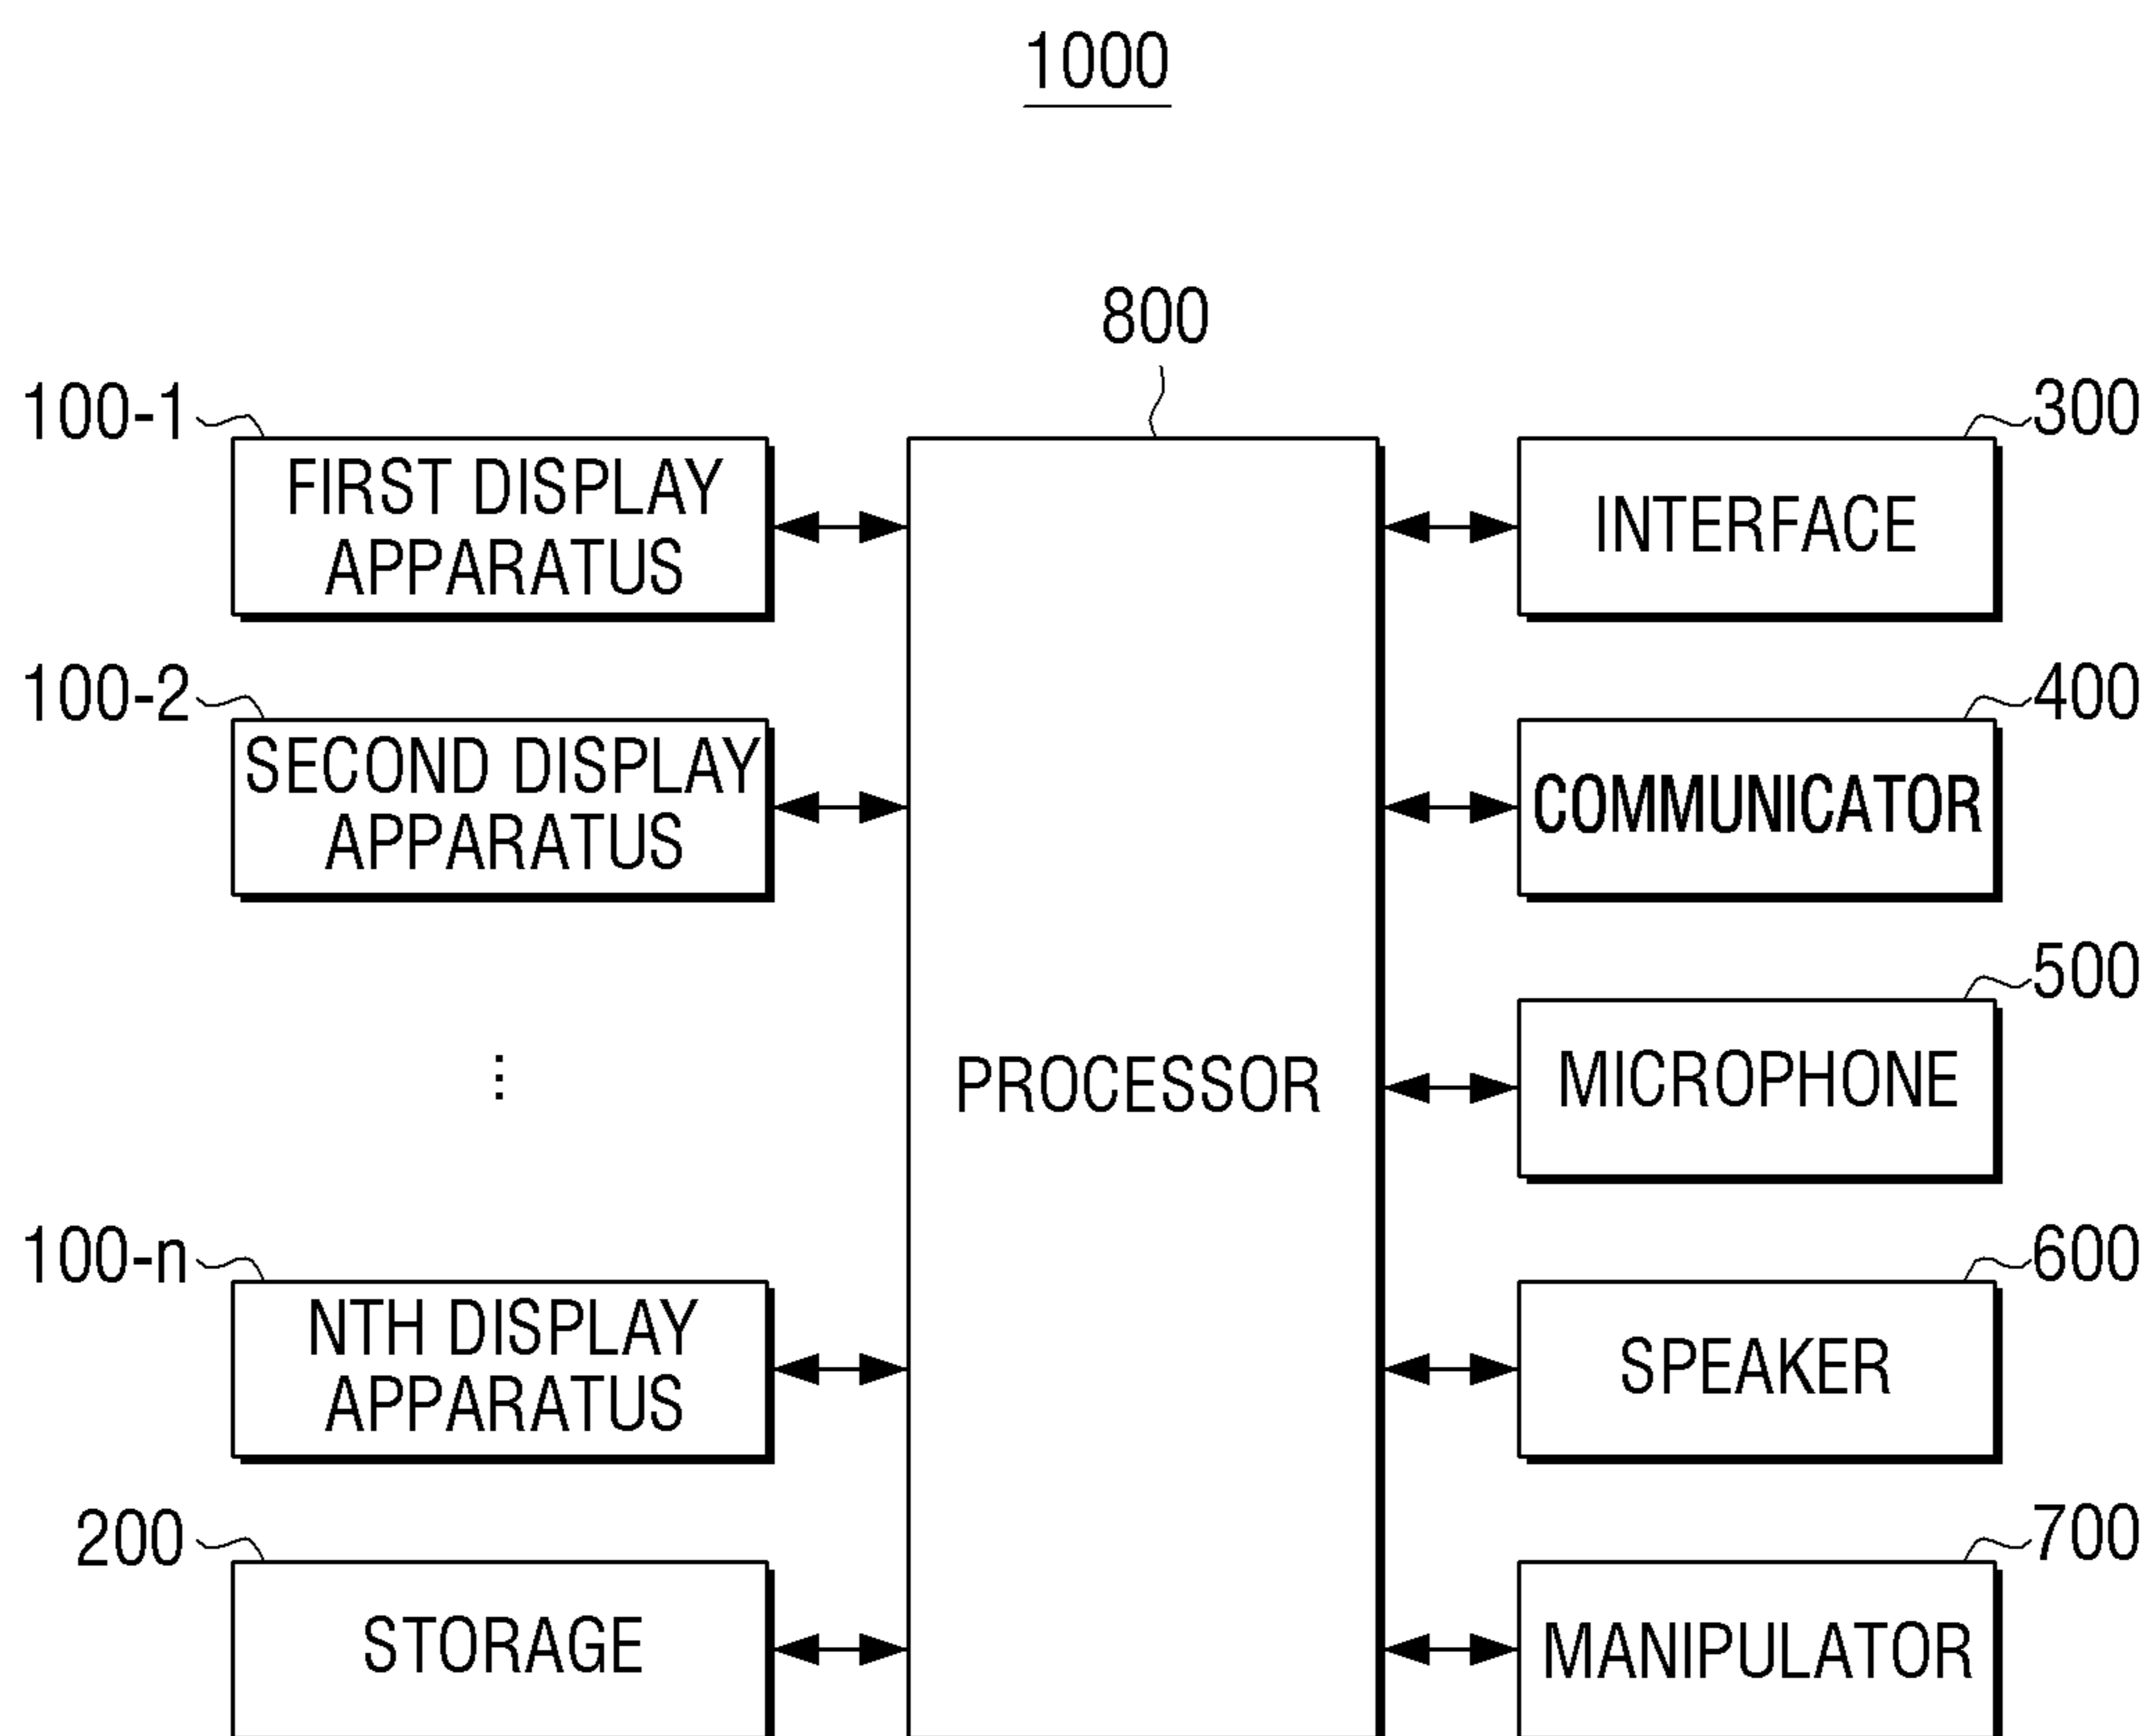 1000
800
100-1
FIRST DISPLAY
APPARATUS
300
INTERFACE
100-2
SECOND DISPLAY
APPARATUS
400
COMMUNICATOR
⋮
PROCESSOR
500
MICROPHONE
100-n
NTH DISPLAY
APPARATUS
600
SPEAKER
200
STORAGE
700
MANIPULATOR